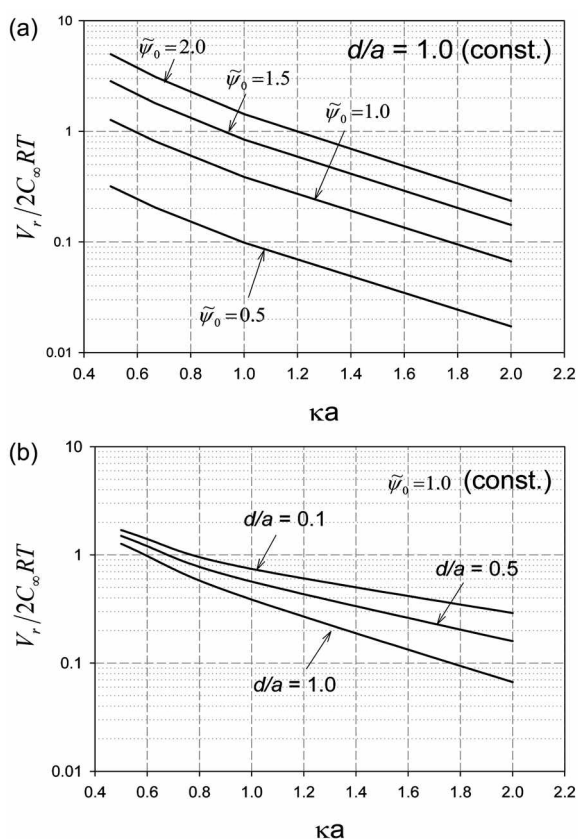 (a)
10
1
0.1
0.01
V_r/2C_∞RT
ψ̃₀=2.0
d/a = 1.0 (const.)
ψ̃₀=1.5
ψ̃₀=1.0
ψ̃₀=0.5
0.4 0.6 0.8 1.0 1.2 1.4 1.6 1.8 2.0 2.2
κa
(b)
10
1
0.1
0.01
V_r/2C_∞RT
ψ̃₀=1.0 (const.)
d/a = 0.1
d/a = 0.5
d/a = 1.0
0.4 0.6 0.8 1.0 1.2 1.4 1.6 1.8 2.0 2.2
κa